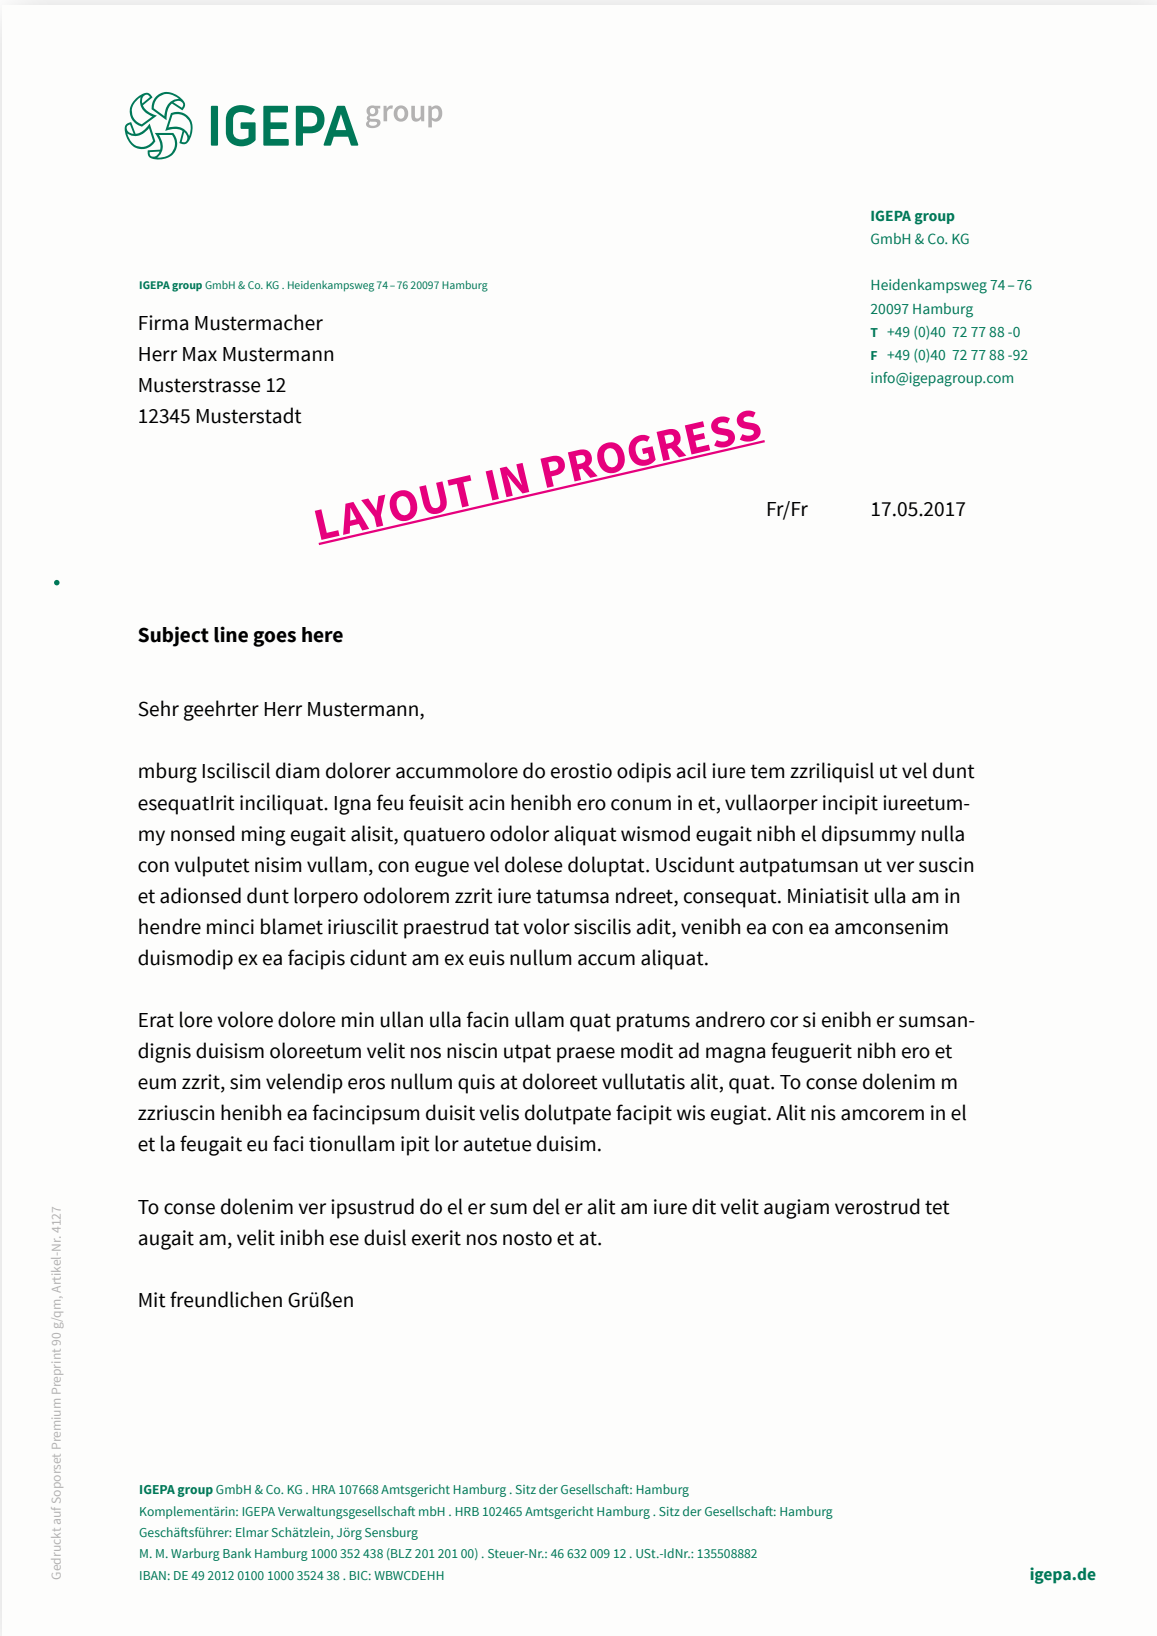 IGEPA group
IGEPA group
GmbH & Co. KG
Heidenkampsweg 74 – 76
20097 Hamburg
T +49 (0)40 72 77 88 -0
F +49 (0)40 72 77 88 -92
info@igepagroup.com
IGEPA group GmbH & Co. KG . Heidenkampsweg 74 – 76 20097 Hamburg
Firma Mustermacher
Herr Max Mustermann
Musterstrasse 12
12345 Musterstadt
LAYOUT IN PROGRESS
Fr/Fr 17.05.2017
Subject line goes here
Sehr geehrter Herr Mustermann,
mburg Isciliscil diam dolorer accummolore do erostio odipis acil iure tem zzriliquisl ut vel dunt
esequatIrit inciliquat. Igna feu feuisit acin henibh ero conum in et, vullaorper incipit iureetum-
my nonsed ming eugait alisit, quatuero odolor aliquat wismod eugait nibh el dipsummy nulla
con vulputet nisim vullam, con eugue vel dolese doluptat. Uscidunt autpatumsan ut ver suscin
et adionsed dunt lorpero odolorem zzrit iure tatumsa ndreet, consequat. Miniatisit ulla am in
hendre minci blamet iriuscilit praestrud tat volor siscilis adit, venibh ea con ea amconsenim
duismodip ex ea facipis cidunt am ex euis nullum accum aliquat.
Erat lore volore dolore min ullan ulla facin ullam quat pratums andrero cor si enibh er sumsan-
dignis duisism oloreetum velit nos niscin utpat praese modit ad magna feuguerit nibh ero et
eum zzrit, sim velendip eros nullum quis at doloreet vullutatis alit, quat. To conse dolenim m
zzriuscin henibh ea facincipsum duisit velis dolutpate facipit wis eugiat. Alit nis amcorem in el
et la feugait eu faci tionullam ipit lor autetue duisim.
To conse dolenim ver ipsustrud do el er sum del er alit am iure dit velit augiam verostrud tet
augait am, velit inibh ese duisl exerit nos nosto et at.
Mit freundlichen Grüßen
Gedruckt auf Soporset Premium Preprint 90 g/qm, Artikel-Nr. 4127
IGEPA group GmbH & Co. KG . HRA 107668 Amtsgericht Hamburg . Sitz der Gesellschaft: Hamburg
Komplementärin: IGEPA Verwaltungsgesellschaft mbH . HRB 102465 Amtsgericht Hamburg . Sitz der Gesellschaft: Hamburg
Geschäftsführer: Elmar Schätzlein, Jörg Sensburg
M. M. Warburg Bank Hamburg 1000 352 438 (BLZ 201 201 00) . Steuer-Nr.: 46 632 009 12 . USt.-IdNr.: 135508882
IBAN: DE 49 2012 0100 1000 3524 38 . BIC: WBWCDEHH
igepa.de